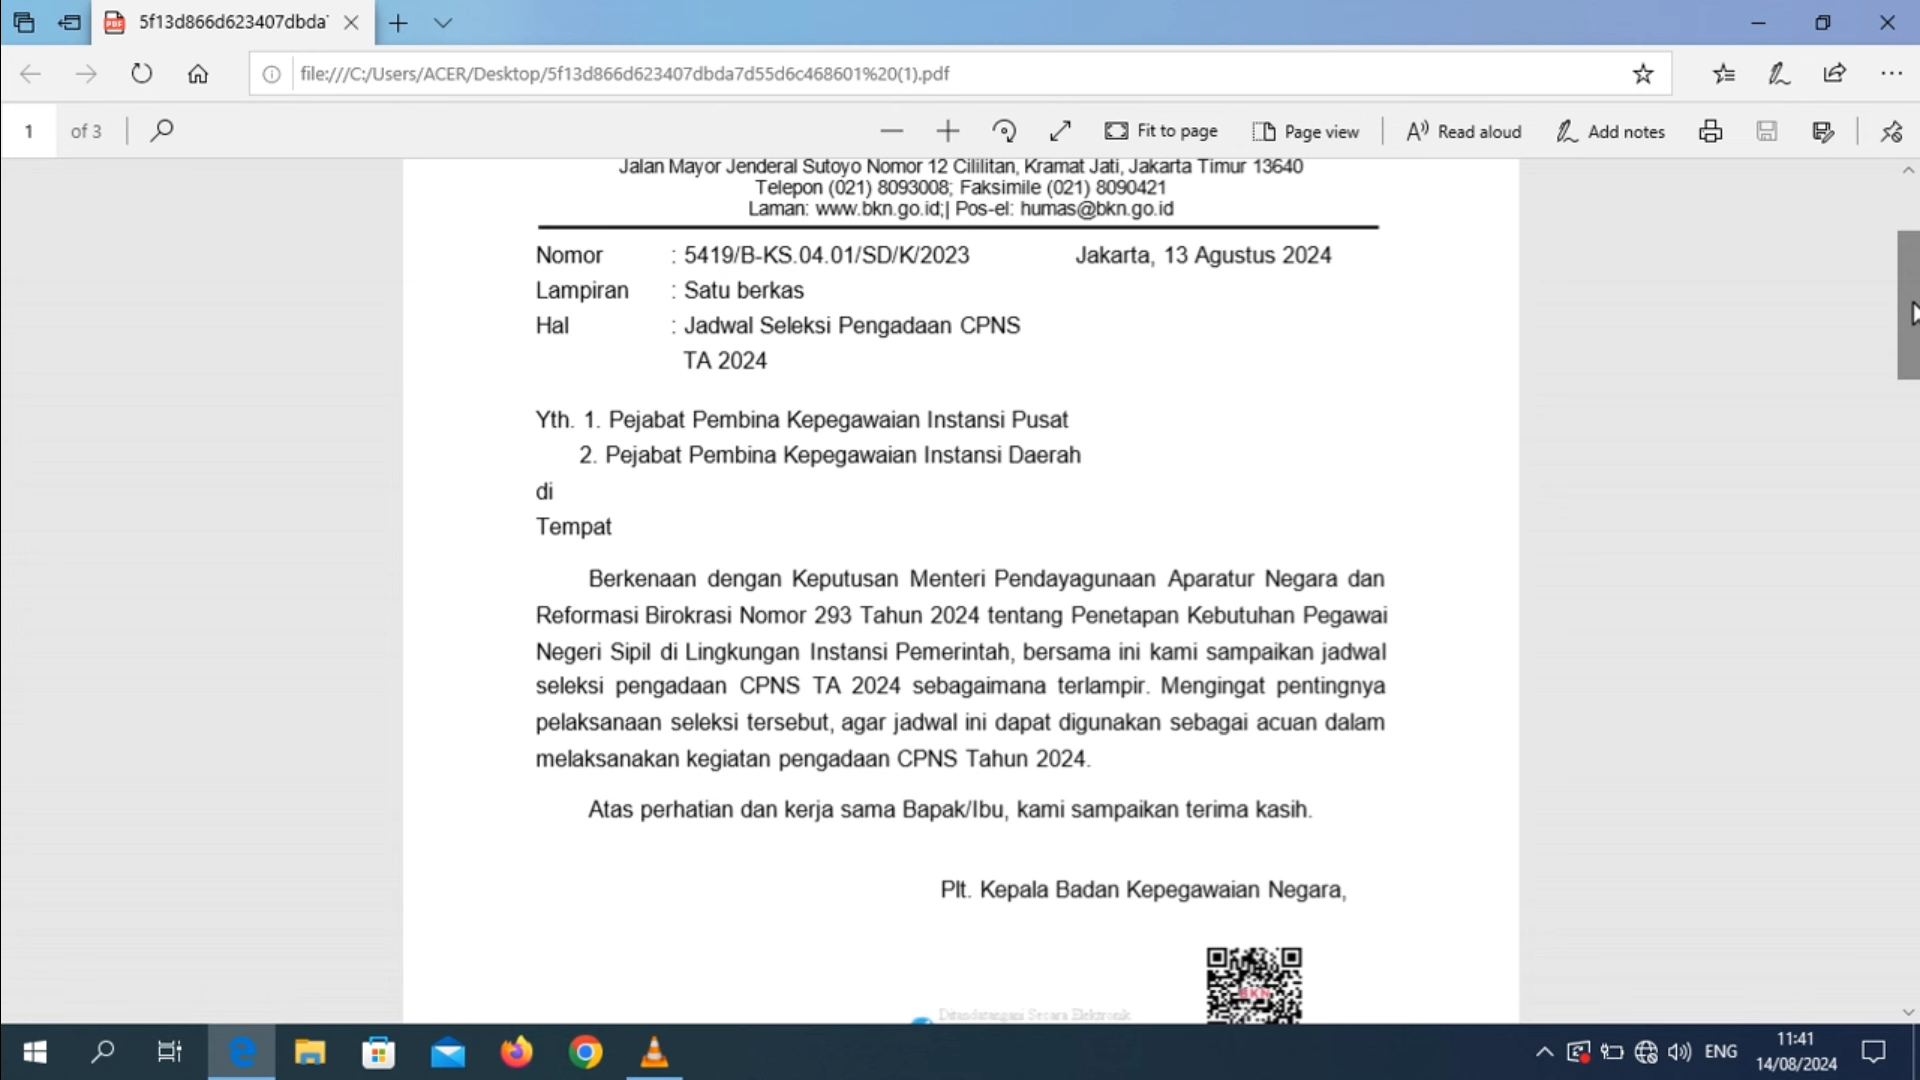 5f13d866d623407dbda7
file:///C:/Users/ACER/Desktop/5f13d866d623407dbda7d55d6c468601%20(1).pdf
1 of 3
Fit to page
Page view
Read aloud
Add notes
Jalan Mayor Jenderal Sutoyo Nomor 12 Cililitan, Kramat Jati, Jakarta Timur 13640
Telepon (021) 8093008; Faksimile (021) 8090421
Laman: www.bkn.go.id;| Pos-el: humas@bkn.go.id
Nomor : 5419/B-KS.04.01/SD/K/2023 Jakarta, 13 Agustus 2024
Lampiran : Satu berkas
Hal : Jadwal Seleksi Pengadaan CPNS
TA 2024
Yth. 1. Pejabat Pembina Kepegawaian Instansi Pusat
2. Pejabat Pembina Kepegawaian Instansi Daerah
di
Tempat
Berkenaan dengan Keputusan Menteri Pendayagunaan Aparatur Negara dan
Reformasi Birokrasi Nomor 293 Tahun 2024 tentang Penetapan Kebutuhan Pegawai
Negeri Sipil di Lingkungan Instansi Pemerintah, bersama ini kami sampaikan jadwal
seleksi pengadaan CPNS TA 2024 sebagaimana terlampir. Mengingat pentingnya
pelaksanaan seleksi tersebut, agar jadwal ini dapat digunakan sebagai acuan dalam
melaksanakan kegiatan pengadaan CPNS Tahun 2024.
Atas perhatian dan kerja sama Bapak/Ibu, kami sampaikan terima kasih.
Plt. Kepala Badan Kepegawaian Negara,
BKN
Ditandatangani Secara Elektronik
ENG
11:41
14/08/2024